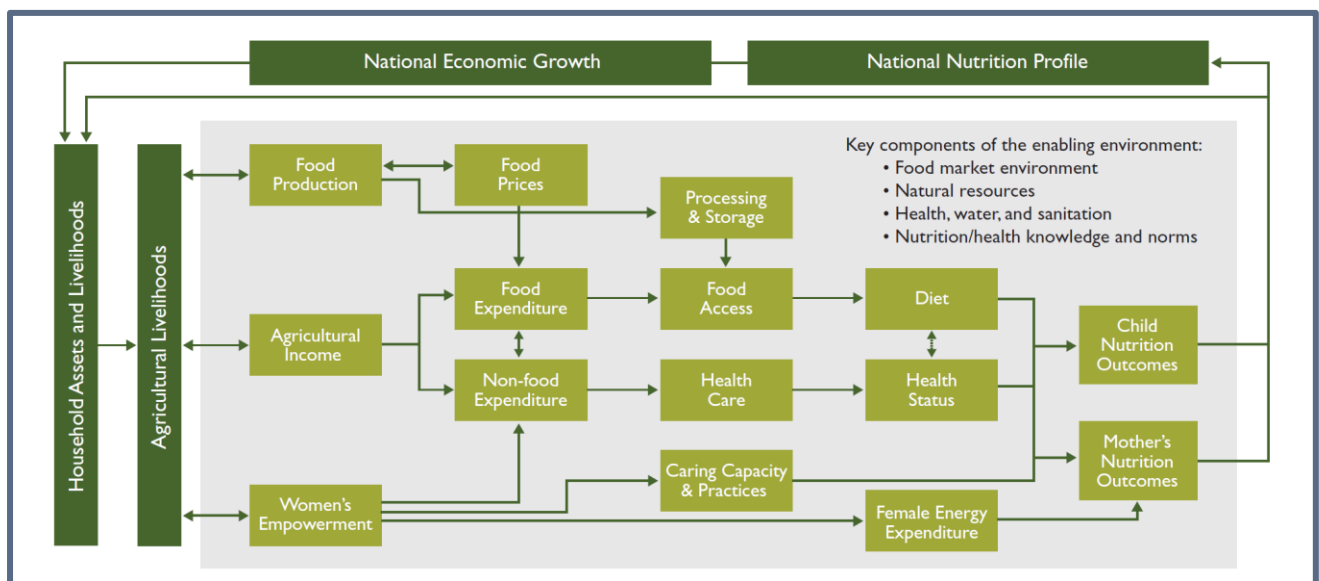 National Economic Growth
National Nutrition Profile
Household Assets and Livelihoods
Agricultural Livelihoods
Food
Production
Food
Prices
Processing
& Storage
Key components of the enabling environment:
• Food market environment
• Natural resources
• Health, water, and sanitation
• Nutrition/health knowledge and norms
Agricultural
Income
Food
Expenditure
Food
Access
Diet
Child
Nutrition
Outcomes
Non-food
Expenditure
Health
Care
Health
Status
Women's
Empowerment
Caring Capacity
& Practices
Female Energy
Expenditure
Mother's
Nutrition
Outcomes